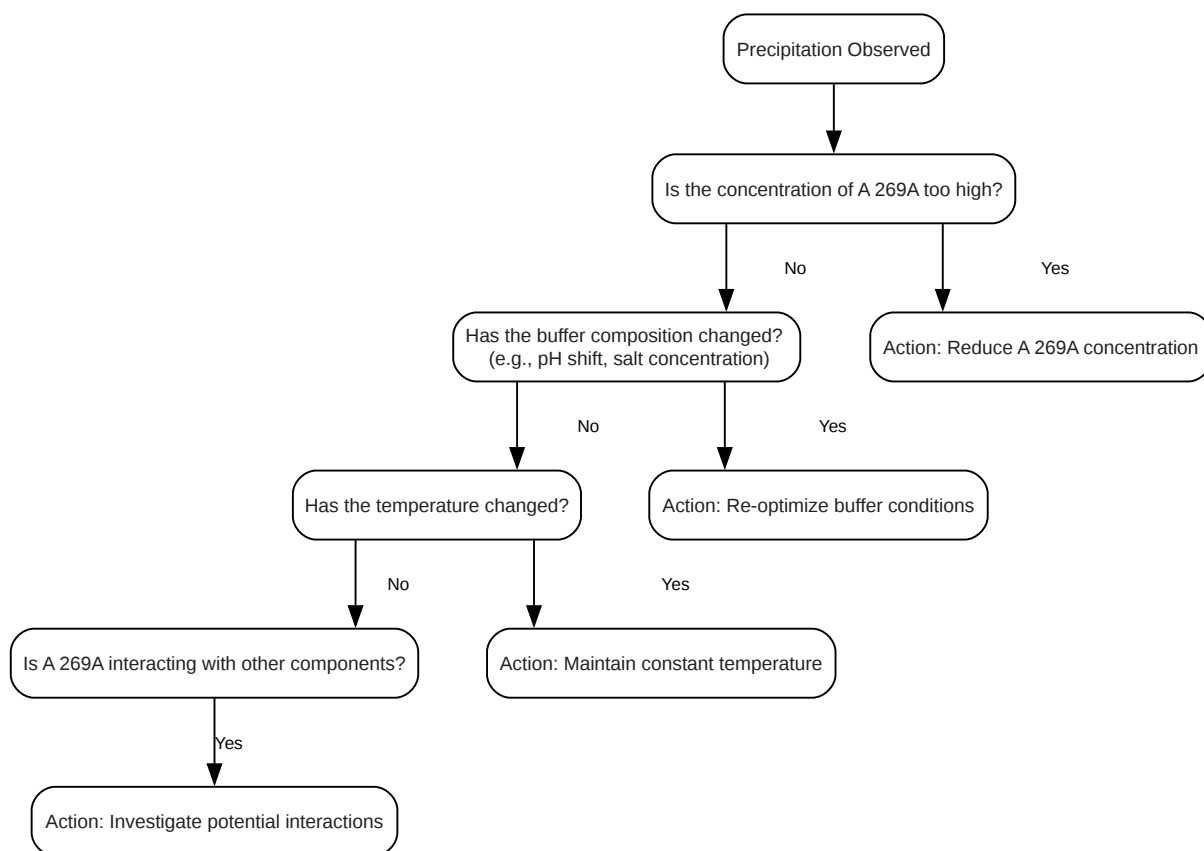 Precipitation Observed
Is the concentration of A 269A too high?
No
Yes
Has the buffer composition changed?
(e.g., pH shift, salt concentration)
Action: Reduce A 269A concentration
No
Yes
Has the temperature changed?
Action: Re-optimize buffer conditions
No
Yes
Is A 269A interacting with other components?
Action: Maintain constant temperature
Yes
Action: Investigate potential interactions